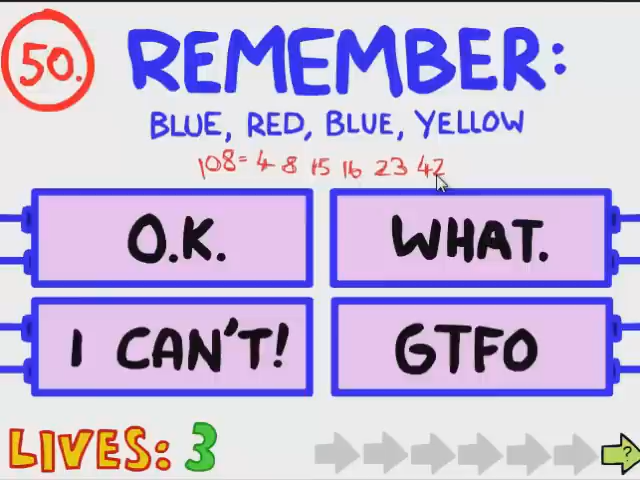 50. REMEMBER:
BLUE, RED, BLUE, YELLOW
108= 4 8 15 16 23 42
O.K. WHAT.
I CAN'T! GTFO
LIVES: 3 ?